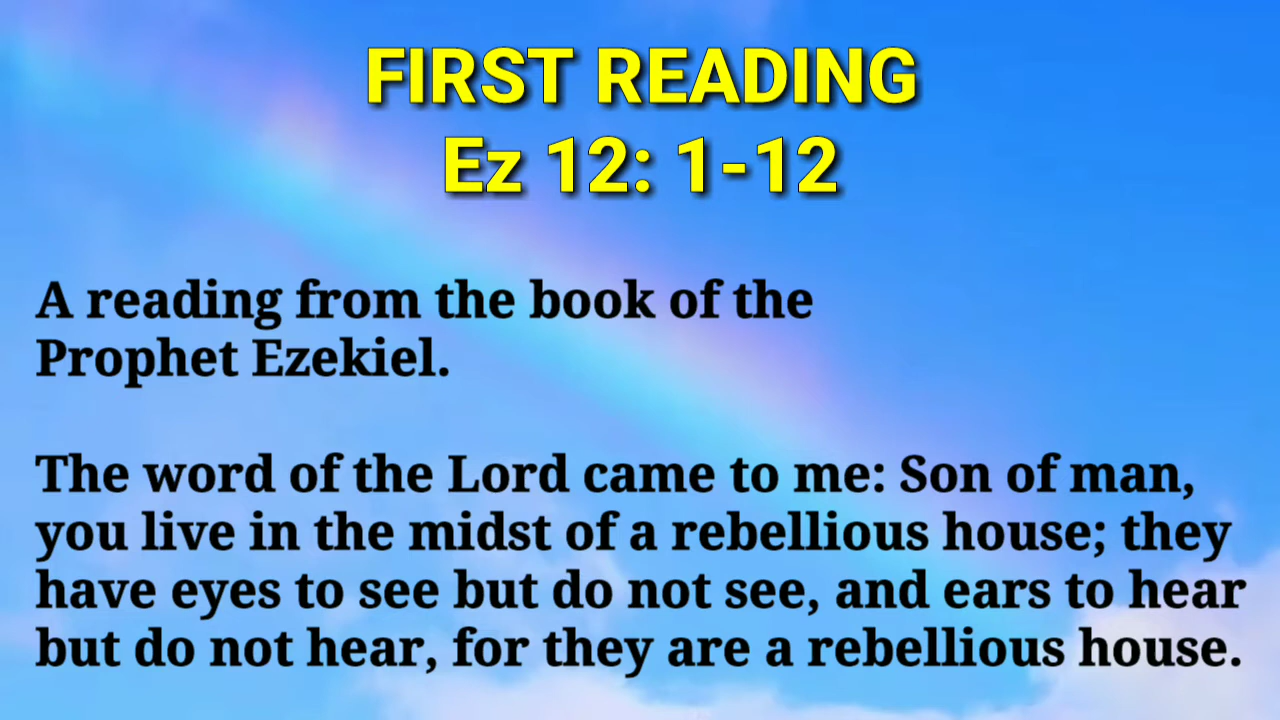 FIRST READING
Ez 12: 1-12
A reading from the book of the
Prophet Ezekiel.
The word of the Lord came to me: Son of man,
you live in the midst of a rebellious house; they
have eyes to see but do not see, and ears to hear
but do not hear, for they are a rebellious house.